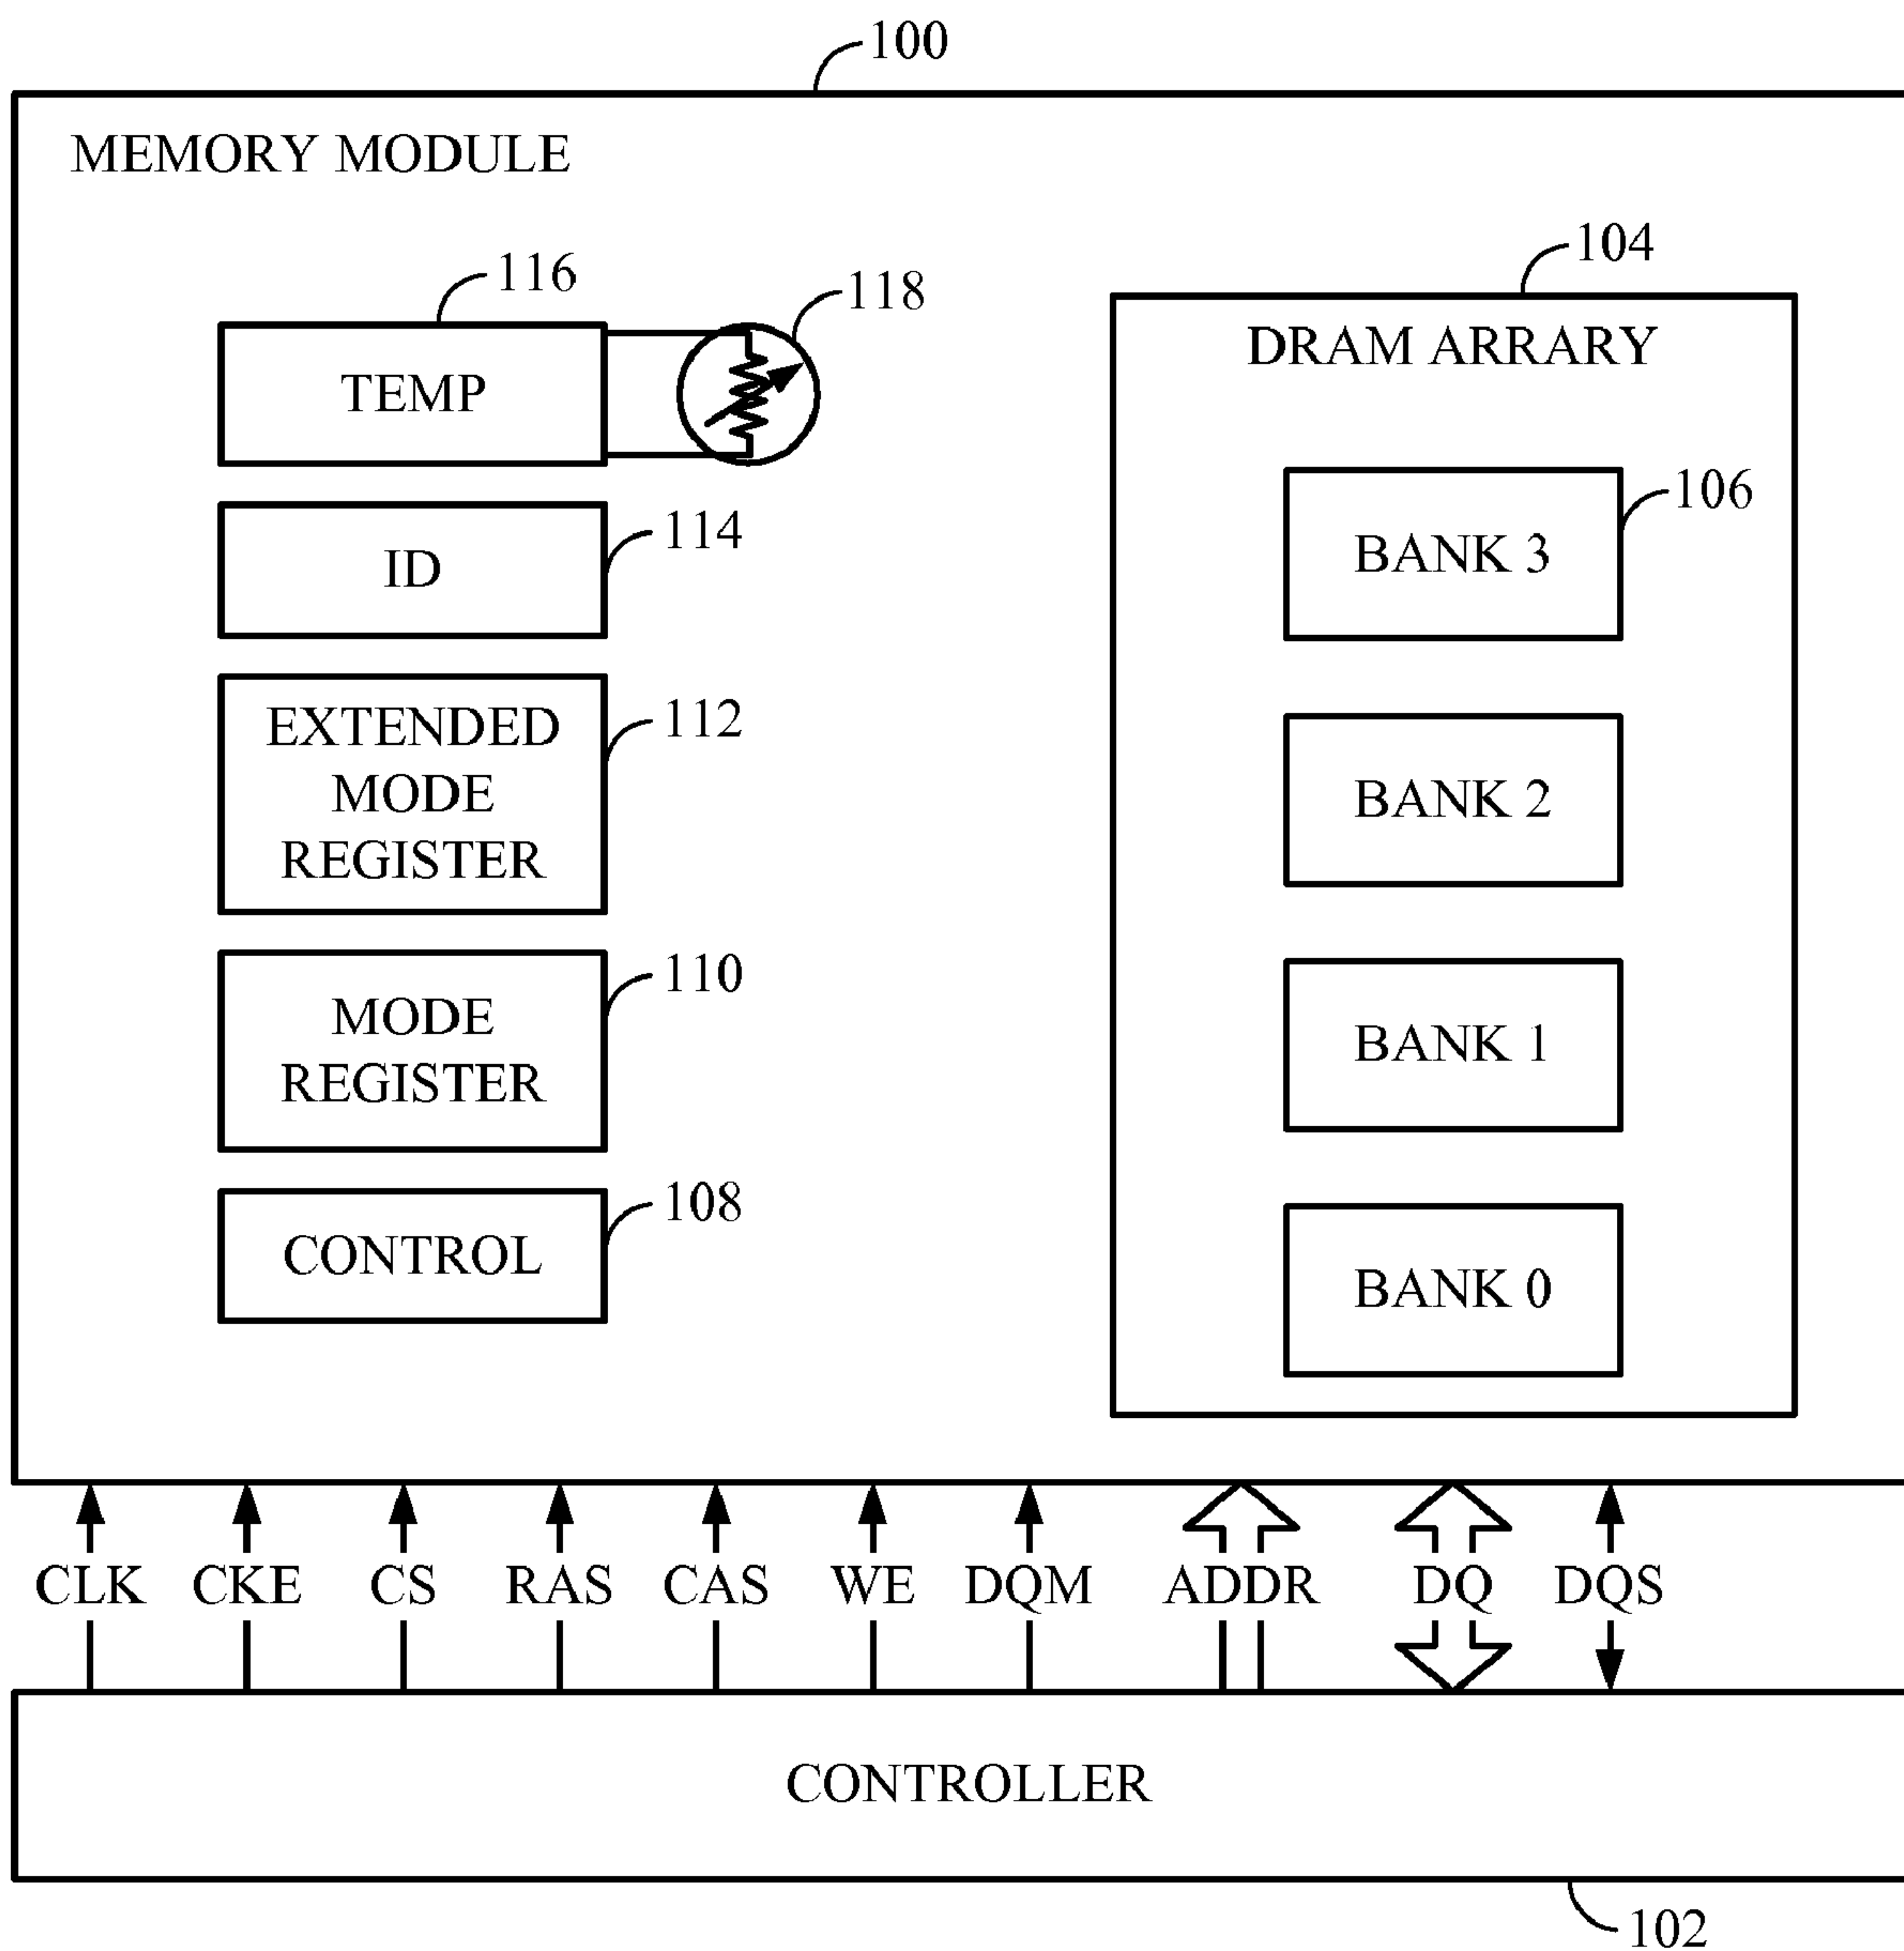 100
MEMORY MODULE
104
116
118
DRAM ARRARY
TEMP
106
114
ID
BANK 3
112
EXTENDED
MODE
REGISTER
BANK 2
110
MODE
REGISTER
BANK 1
108
CONTROL
BANK 0
CLK CKE CS RAS CAS WE DQM ADDR DQ DQS
CONTROLLER
102